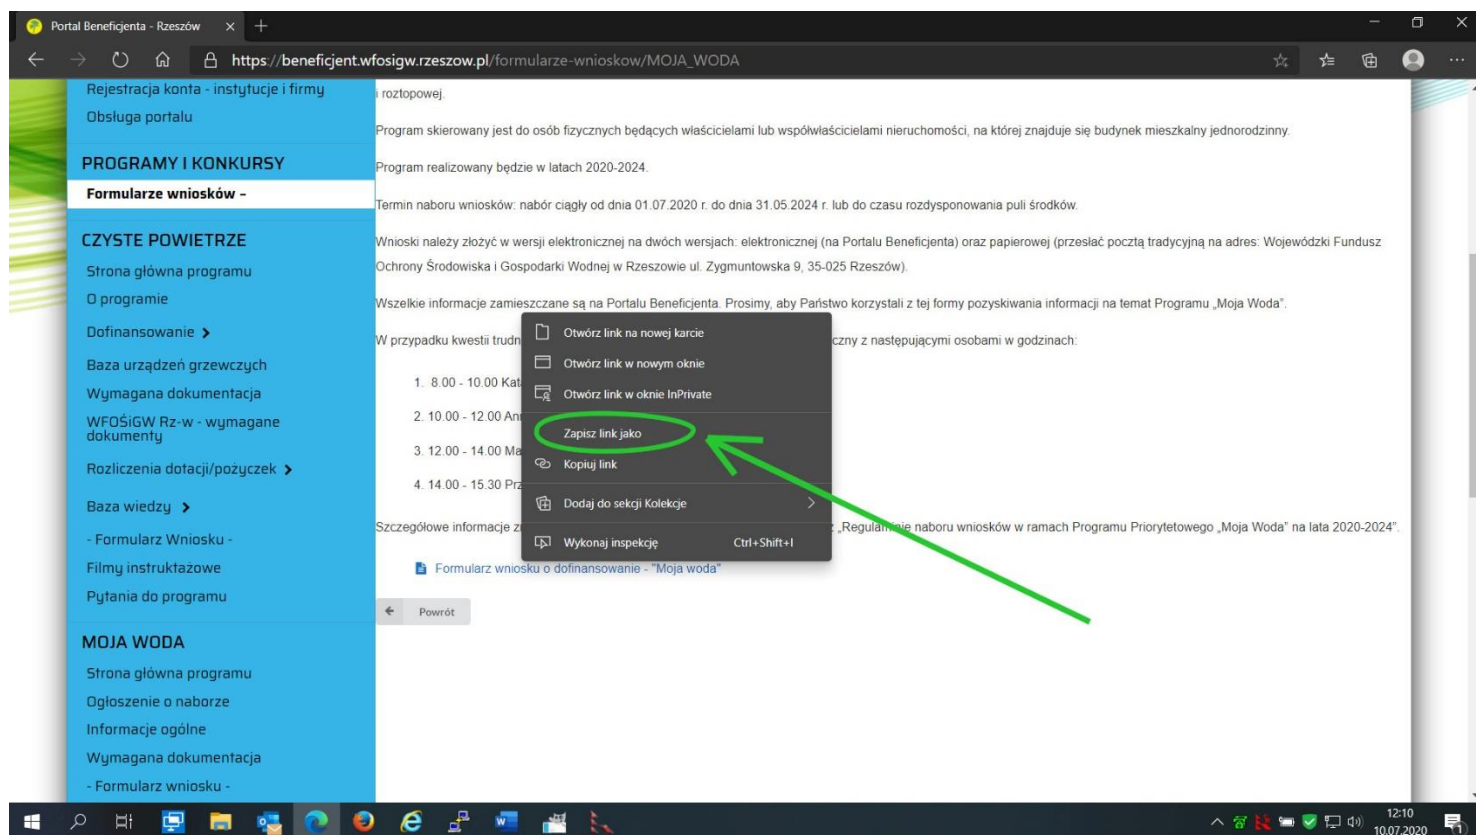 Portal Beneficjenta - Rzeszów
https://beneficjent.wfosigw.rzeszow.pl/formularze-wnioskow/MOJA_WODA
Rejestracja konta - instytucje i firmy
Obsługa portalu
PROGRAMY I KONKURSY
Formularze wniosków –
CZYSTE POWIETRZE
Strona główna programu
O programie
Dofinansowanie
Baza urządzeń grzewczych
Wymagana dokumentacja
WFOŚiGW Rz-w - wymagane
dokumenty
Rozliczenia dotacji/pożyczek
Baza wiedzy
- Formularz Wniosku -
Filmy instruktażowe
Pytania do programu
MOJA WODA
Strona główna programu
Ogłoszenie o naborze
Informacje ogólne
Wymagana dokumentacja
- Formularz wniosku -
i roztopowej.
Program skierowany jest do osób fizycznych będących właścicielami lub współwłaścicielami nieruchomości, na której znajduje się budynek mieszkalny jednorodzinny.
Program realizowany będzie w latach 2020-2024.
Termin naboru wniosków: nabór ciągły od dnia 01.07.2020 r. do dnia 31.05.2024 r. lub do czasu rozdysponowania puli środków.
Wnioski należy złożyć w wersji elektronicznej na dwóch wersjach: elektronicznej (na Portalu Beneficjenta) oraz papierowej (przesłać pocztą tradycyjną na adres: Wojewódzki Fundusz
Ochrony Środowiska i Gospodarki Wodnej w Rzeszowie ul. Zygmuntowska 9, 35-025 Rzeszów).
Wszelkie informacje zamieszczane są na Portalu Beneficjenta. Prosimy, aby Państwo korzystali z tej formy pozyskiwania informacji na temat Programu „Moja Woda”.
W przypadku kwestii trudn czny z następującymi osobami w godzinach:
1. 8.00 - 10.00 Kat
2. 10.00 - 12.00 Ann
3. 12.00 - 14.00 Ma
4. 14.00 - 15.30 Prz
Szczegółowe informacje z „Regulaminie naboru wniosków w ramach Programu Priorytetowego „Moja Woda” na lata 2020-2024”.
Formularz wniosku o dofinansowanie - "Moja woda"
Powrót
Otwórz link na nowej karcie
Otwórz link w nowym oknie
Otwórz link w oknie InPrivate
Zapisz link jako
Kopiuj link
Dodaj do sekcji Kolekcje
Wykonaj inspekcję Ctrl+Shift+I
12:10
10.07.2020